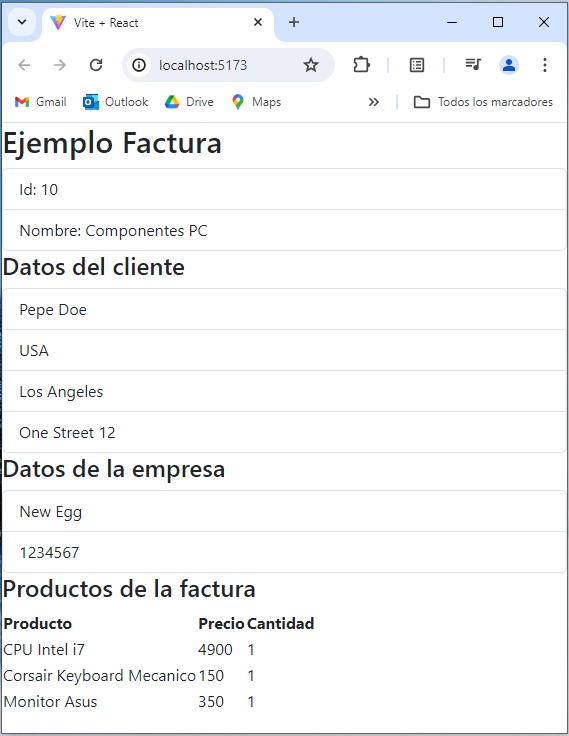 Vite + React
localhost:5173
Gmail Outlook Drive Maps Todos los marcadores
Ejemplo Factura
Id: 10
Nombre: Componentes PC
Datos del cliente
Pepe Doe
USA
Los Angeles
One Street 12
Datos de la empresa
New Egg
1234567
Productos de la factura
Producto Precio Cantidad
CPU Intel i7 4900 1
Corsair Keyboard Mecanico 150 1
Monitor Asus 350 1